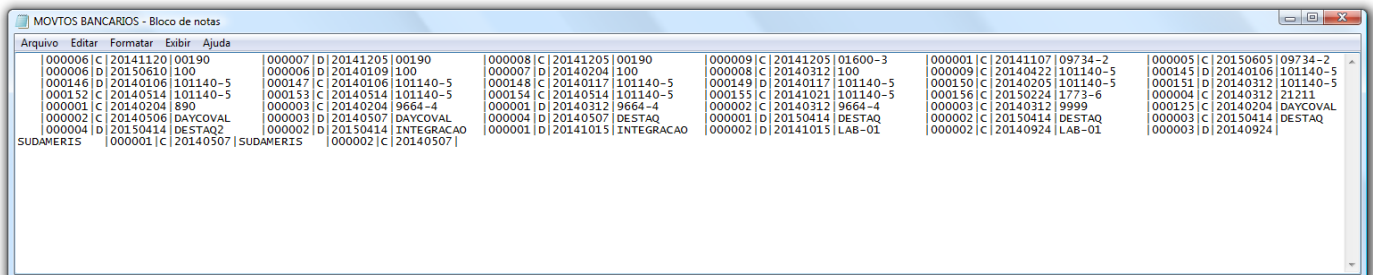 MOVTOS BANCARIOS - Bloco de notas
Arquivo Editar Formatar Exibir Ajuda
|000006|C|20141120|00190 |000007|D|20141205|00190 |000008|C|20141205|00190 |000009|C|20141205|01600-3 |000001|C|20141107|09734-2 |000005|C|20150605|09734-2
|000006|D|20150610|100 |000006|D|20140109|100 |000007|D|20140204|100 |000008|C|20140312|100 |000009|C|20140422|101140-5 |000145|D|20140106|101140-5
|000146|D|20140106|101140-5 |000147|C|20140106|101140-5 |000148|C|20140117|101140-5 |000149|D|20140117|101140-5 |000150|C|20140205|101140-5 |000151|D|20140312|101140-5
|000152|C|20140514|101140-5 |000153|C|20140514|101140-5 |000154|C|20140514|101140-5 |000155|C|20141021|101140-5 |000156|C|20150224|1773-6 |000004|C|20140312|21211
|000001|C|20140204|890 |000003|C|20140204|9664-4 |000001|D|20140312|9664-4 |000002|C|20140312|9664-4 |000003|C|20140312|9999 |000125|C|20140204|DAYCOVAL
|000002|C|20140506|DAYCOVAL |000003|D|20140507|DAYCOVAL |000004|D|20140507|DESTAQ |000001|D|20150414|DESTAQ |000002|C|20150414|DESTAQ |000003|C|20150414|DESTAQ
|000004|D|20150414|DESTAQ2 |000002|D|20150414|INTEGRACAO |000001|D|20141015|INTEGRACAO |000002|D|20141015|LAB-01 |000002|C|20140924|LAB-01 |000003|D|20140924|
SUDAMERIS |000001|C|20140507|SUDAMERIS |000002|C|20140507|